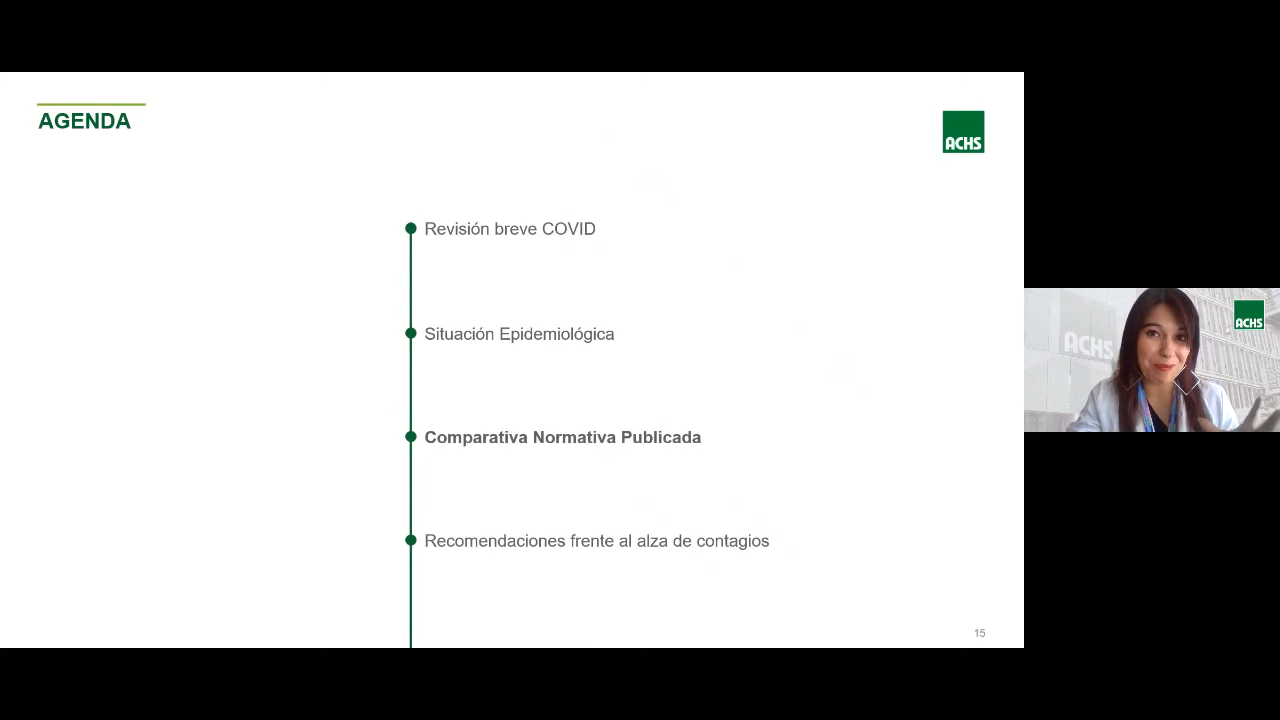 AGENDA
ACHS
Revisión breve COVID
Situación Epidemiológica
Comparativa Normativa Publicada
Recomendaciones frente al alza de contagios
15
ACHS
ACHS